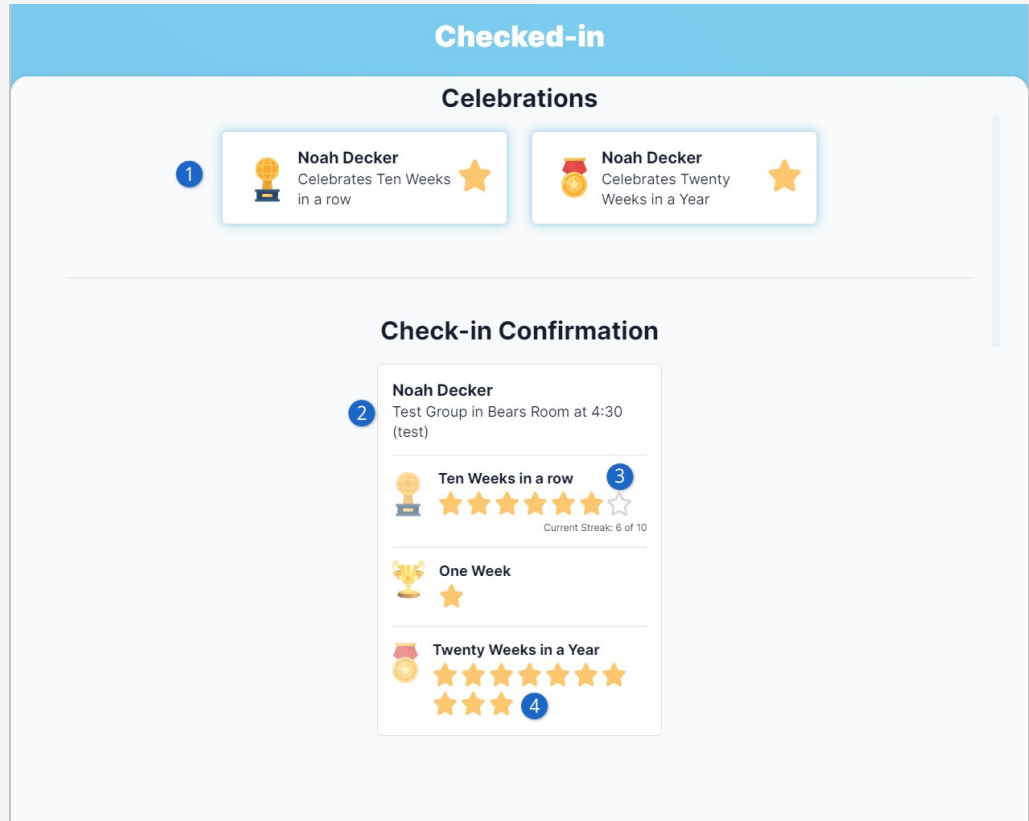 Checked-in
Celebrations
1
Noah Decker
Celebrates Ten Weeks
in a row
Noah Decker
Celebrates Twenty
Weeks in a Year
Check-in Confirmation
2
Noah Decker
Test Group in Bears Room at 4:30
(test)
Ten Weeks in a row
3
Current Streak: 6 of 10
One Week
Twenty Weeks in a Year
4